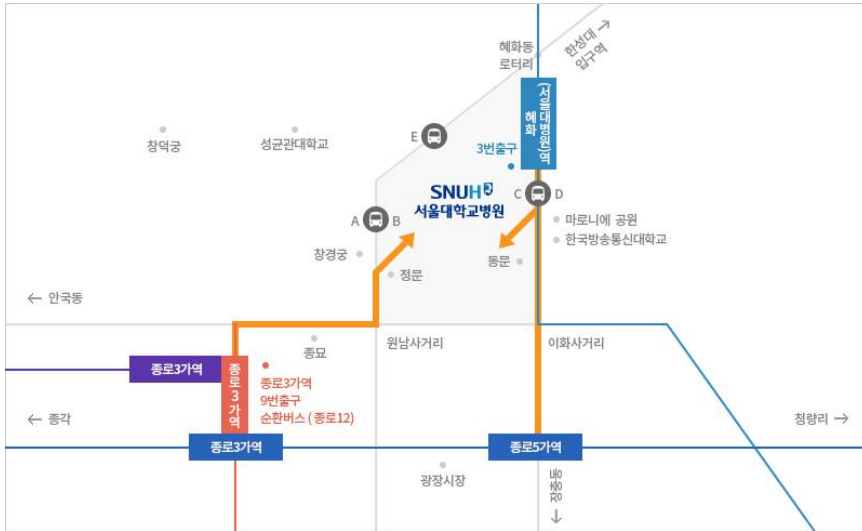 혜화동
로터리
한성대 →
입구역
혜화
(서울대병원)역
E
3번출구
창덕궁
성균관대학교
SNUH
서울대학교병원
C
D
A
B
마로니에 공원
한국방송통신대학교
창경궁
정문
동문
← 안국동
종묘
원남사거리
이화사거리
종로3가역
종로3가역
종로3가역
9번출구
순환버스 ( 종로12)
← 종각
청량리 →
종로3가역
종로5가역
광장시장
장충동 →